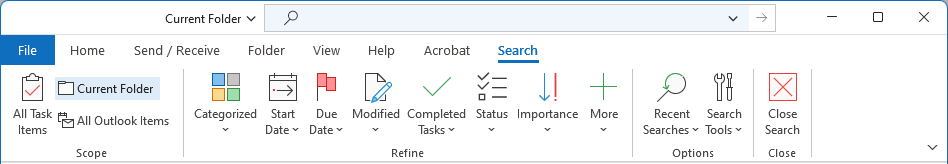 Current Folder
File Home Send / Receive Folder View Help Acrobat Search
All Task Items
Current Folder
All Outlook Items
Categorized
Start Date
Due Date
Modified
Completed Tasks
Status
Importance
More
Recent Searches
Search Tools
Close Search
Scope Refine Options Close